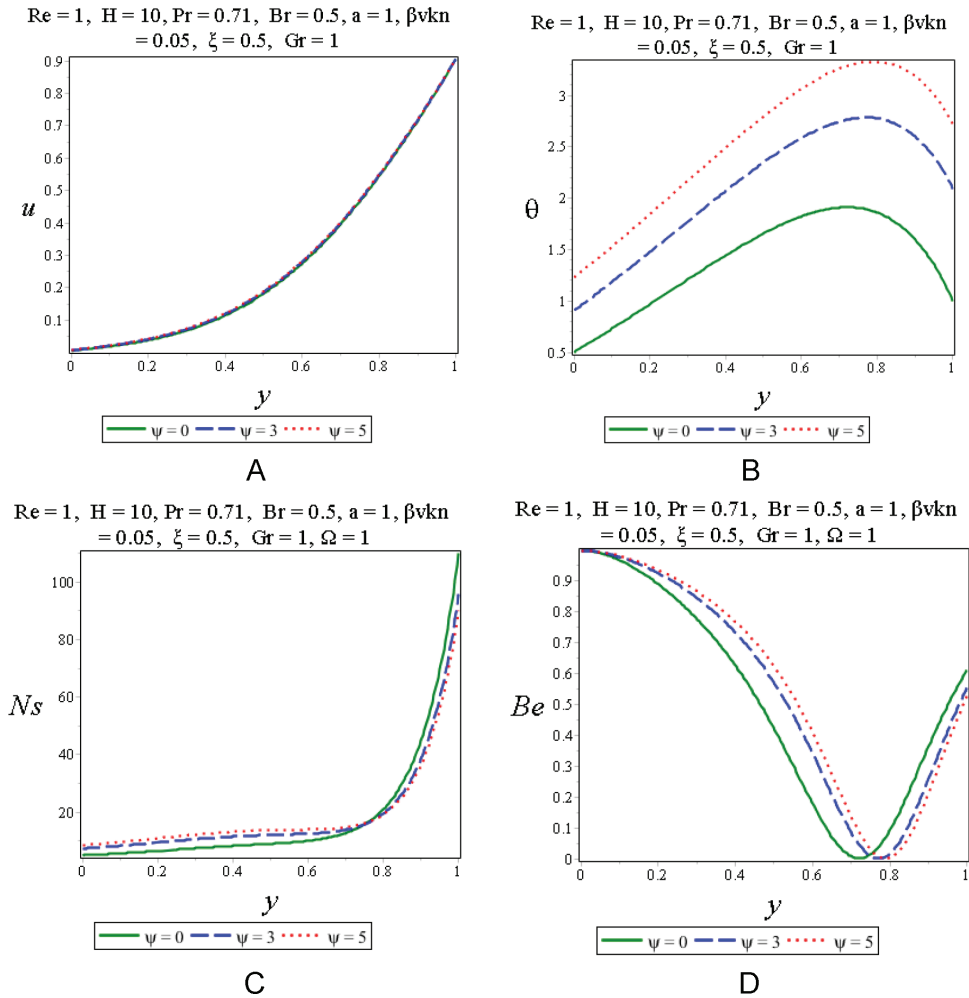 Re = 1, H = 10, Pr = 0.71, Br = 0.5, a = 1, βvkn
= 0.05, ξ = 0.5, Gr = 1
0.9
0.8
0.7
0.6
0.5
0.4
0.3
0.2
0.1
u
0 0.2 0.4 0.6 0.8 1
y
ψ = 0 ψ = 3 ψ = 5
A
Re = 1, H = 10, Pr = 0.71, Br = 0.5, a = 1, βvkn
= 0.05, ξ = 0.5, Gr = 1
3
2.5
2
1.5
1
0.5
θ
0 0.2 0.4 0.6 0.8 1
y
ψ = 0 ψ = 3 ψ = 5
B
Re = 1, H = 10, Pr = 0.71, Br = 0.5, a = 1, βvkn
= 0.05, ξ = 0.5, Gr = 1, Ω = 1
100
80
60
40
20
Ns
0 0.2 0.4 0.6 0.8 1
y
ψ = 0 ψ = 3 ψ = 5
C
Re = 1, H = 10, Pr = 0.71, Br = 0.5, a = 1, βvkn
= 0.05, ξ = 0.5, Gr = 1, Ω = 1
0.9
0.8
0.7
0.6
0.5
0.4
0.3
0.2
0.1
0
Be
0 0.2 0.4 0.6 0.8 1
y
ψ = 0 ψ = 3 ψ = 5
D